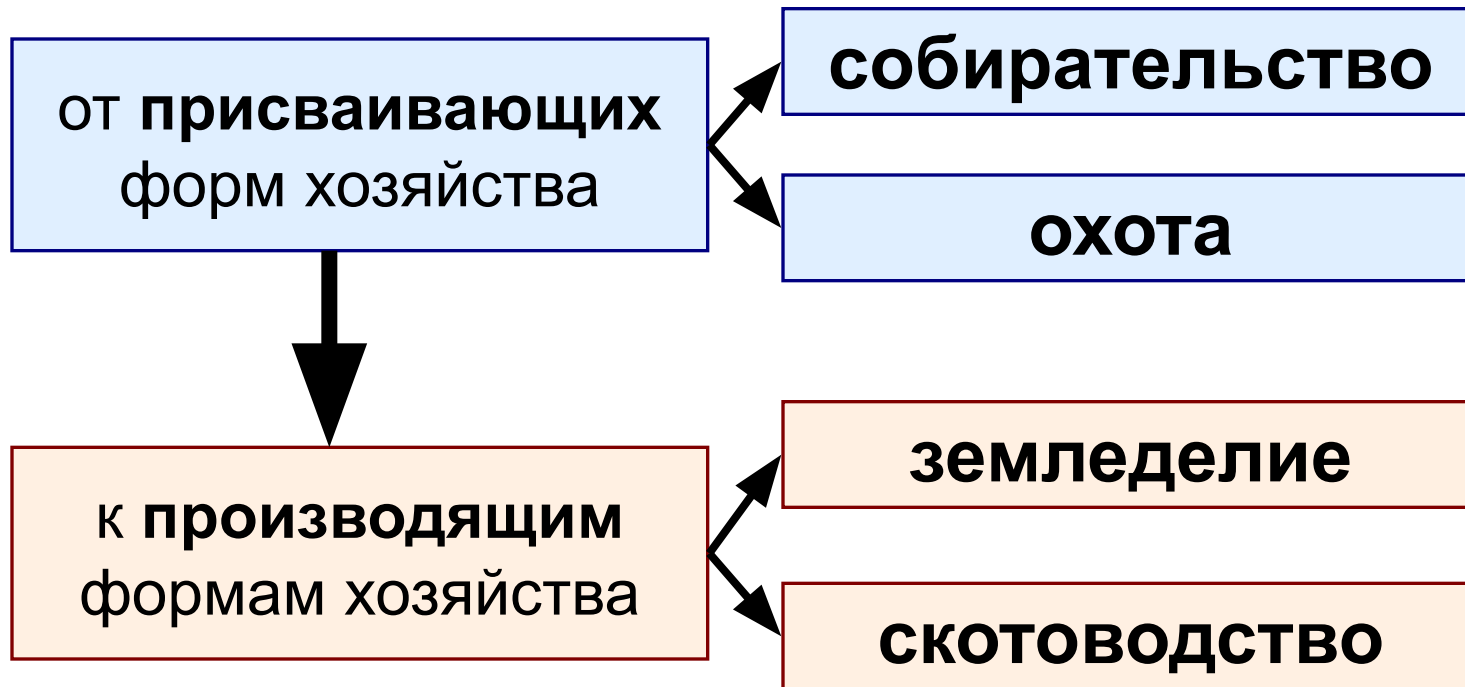 от присваивающих
форм хозяйства
собирательство
охота
к производящим
формам хозяйства
земледелие
скотоводство